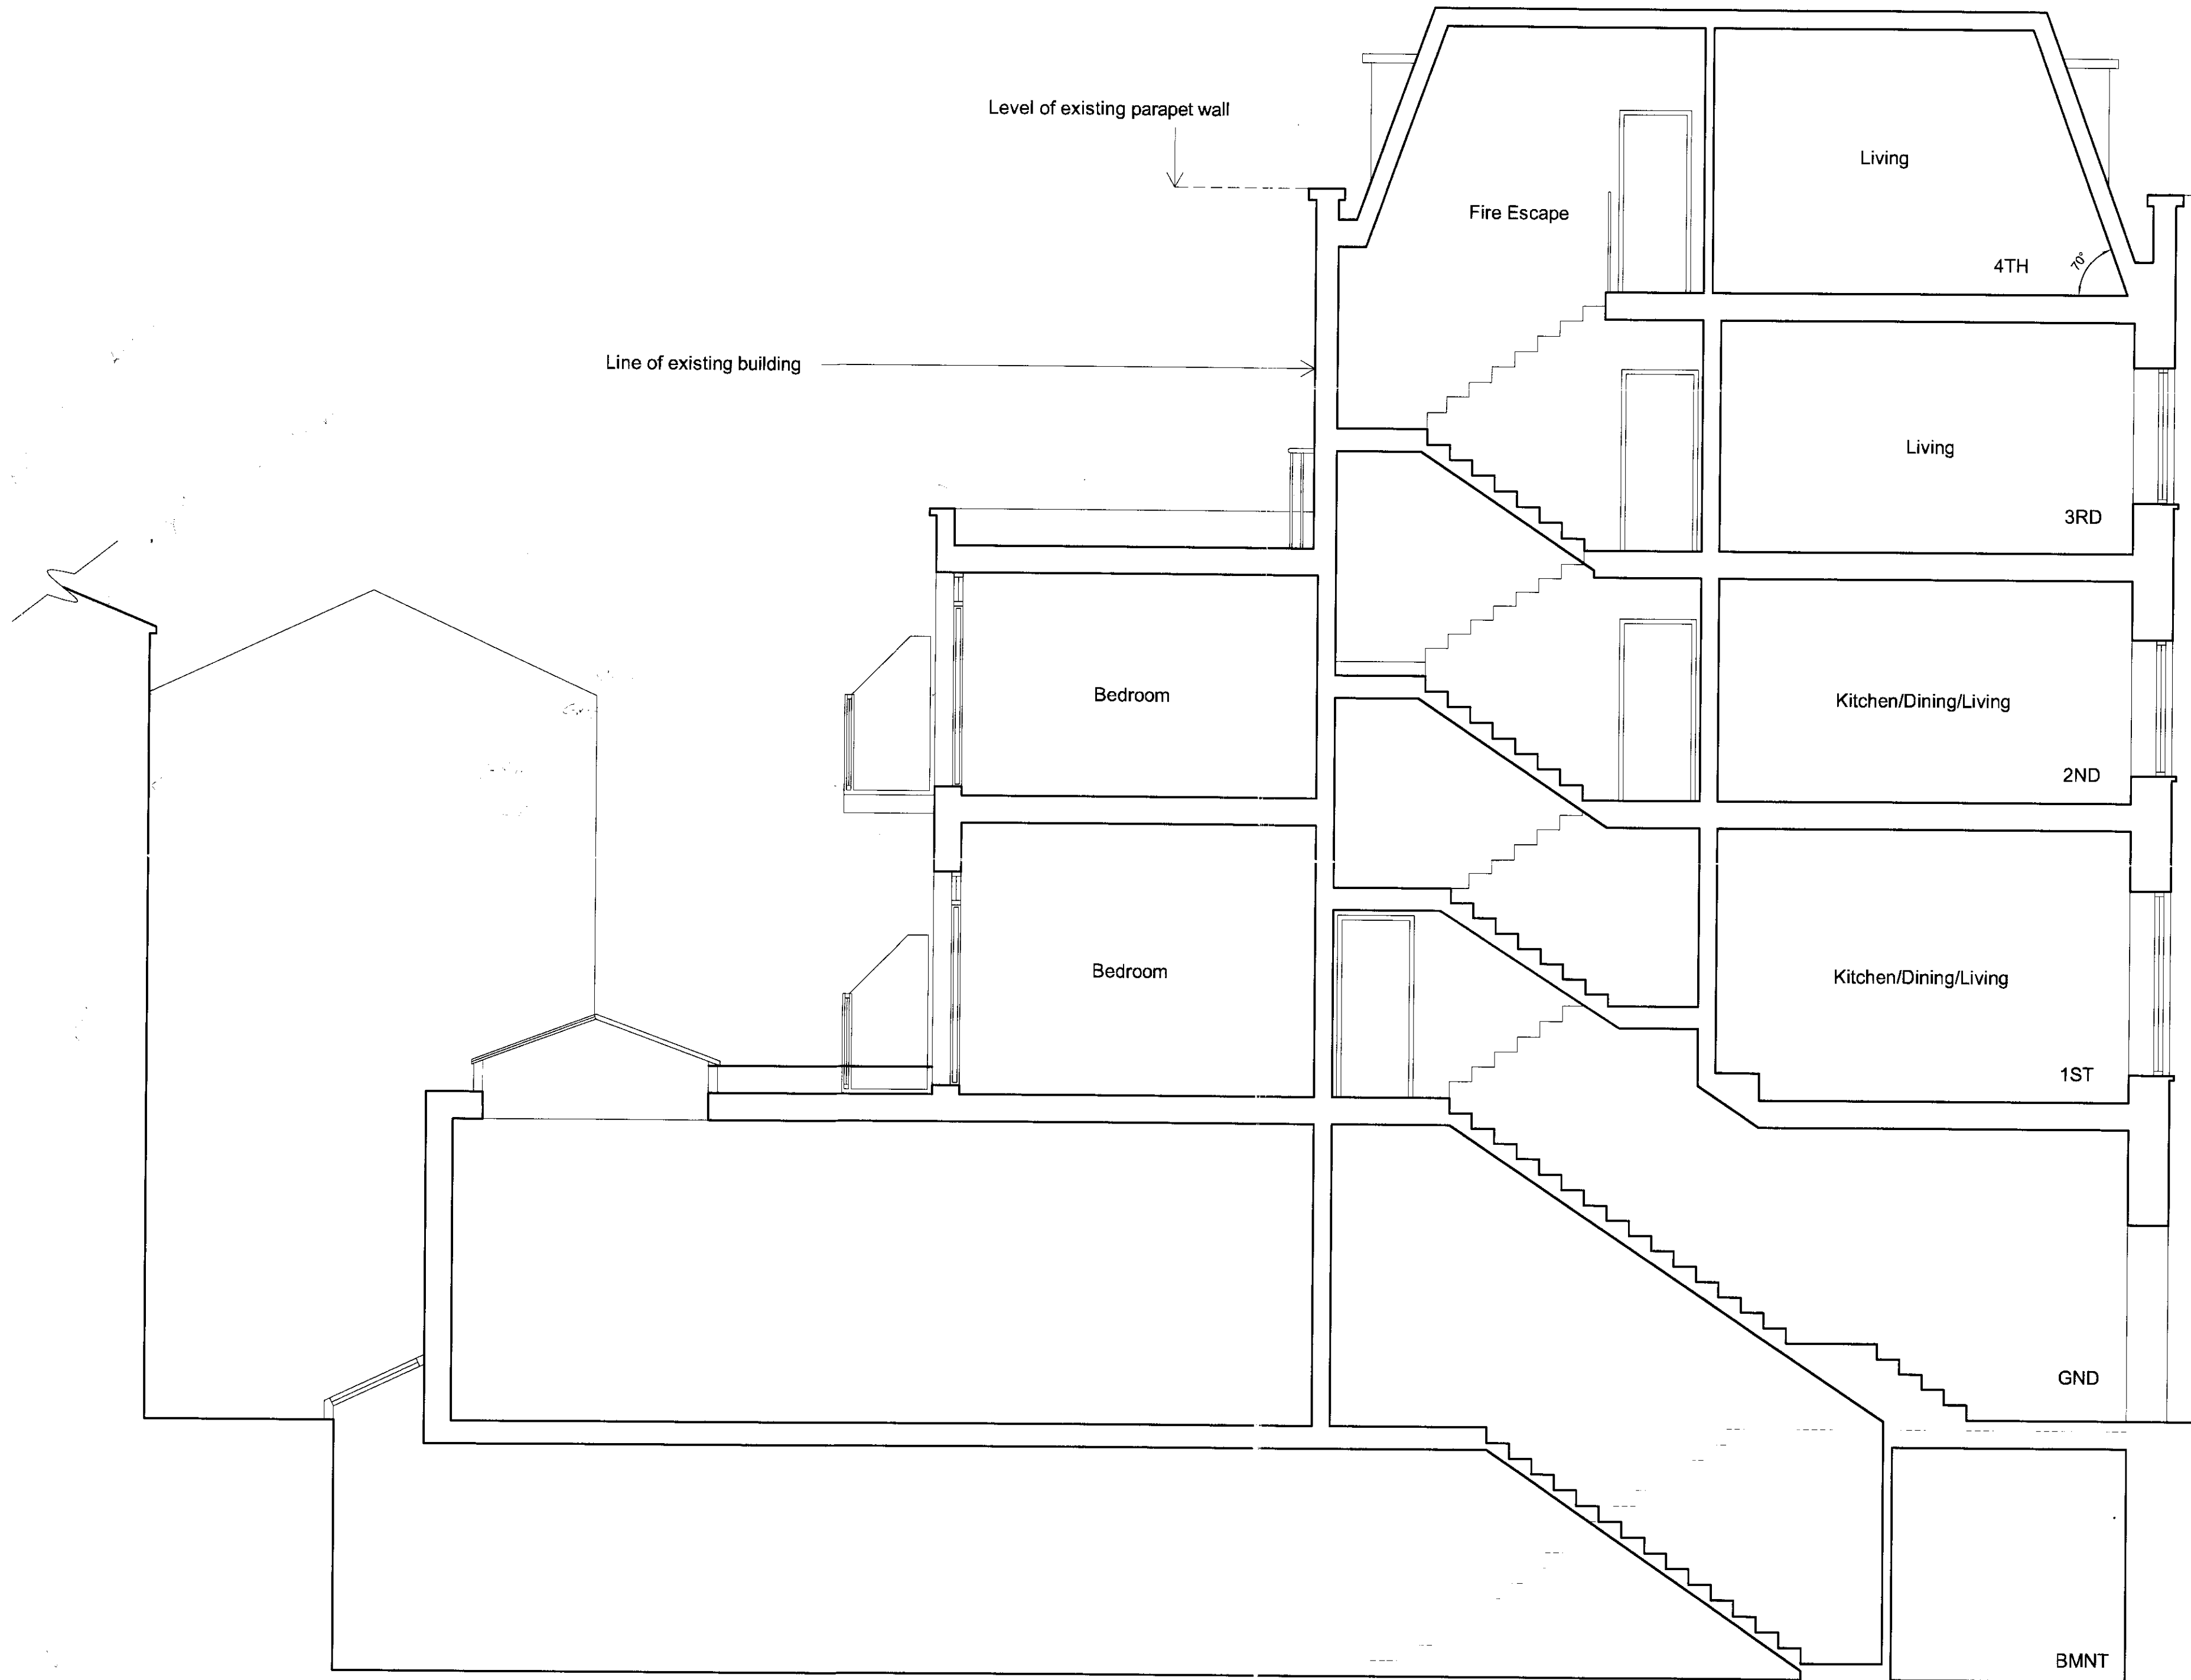 Level of existing parapet wall
Living
Fire Escape
4TH
70°
Line of existing building
Living
3RD
Bedroom
Kitchen/Dining/Living
2ND
Bedroom
Kitchen/Dining/Living
1ST
GND
BMNT